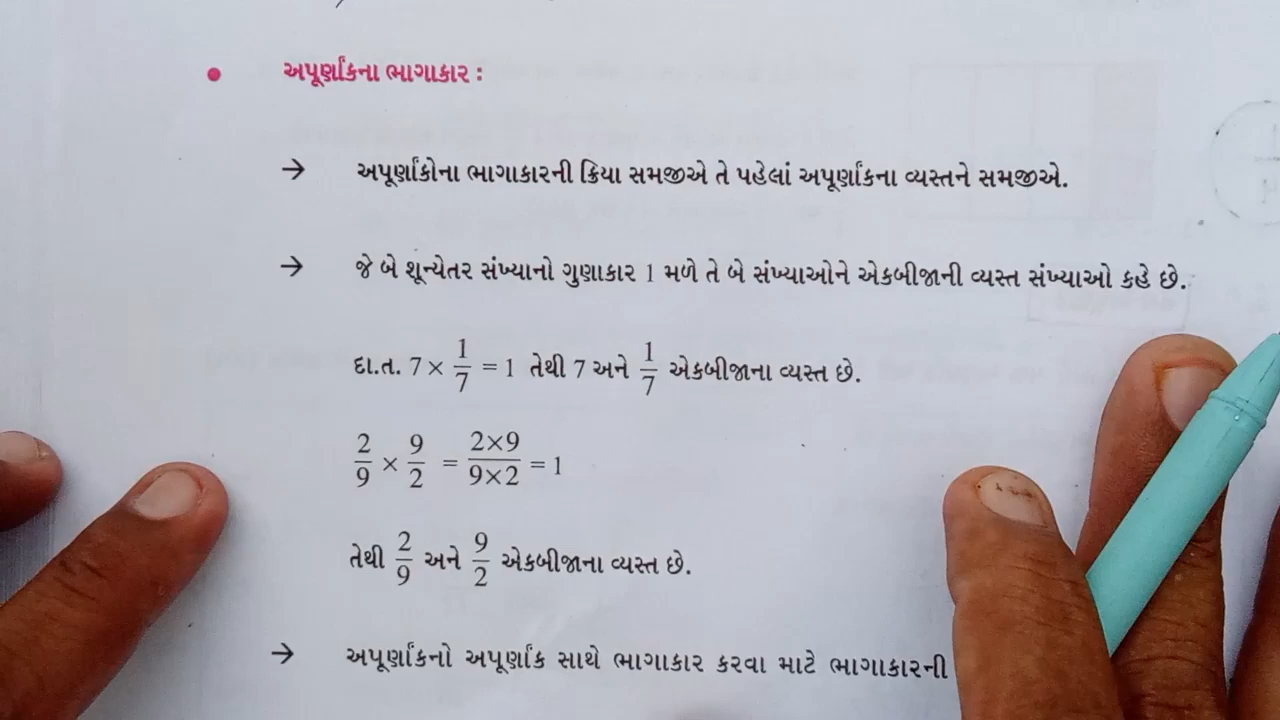 • અપૂર્ણાંકના ભાગાકાર :
→ અપૂર્ણાંકોના ભાગાકારની ક્રિયા સમજીએ તે પહેલાં અપૂર્ણાંકના વ્યસ્તને સમજીએ.
→ જે બે શૂન્યેતર સંખ્યાનો ગુણાકાર 1 મળે તે બે સંખ્યાઓને એકબીજાની વ્યસ્ત સંખ્યાઓ કહે છે.
દા.ત. 7 × 1/7 = 1 તેથી 7 અને 1/7 એકબીજાના વ્યસ્ત છે.
2/9 × 9/2 = 2×9/9×2 = 1
તેથી 2/9 અને 9/2 એકબીજાના વ્યસ્ત છે.
→ અપૂર્ણાંકનો અપૂર્ણાંક સાથે ભાગાકાર કરવા માટે ભાગાકારની